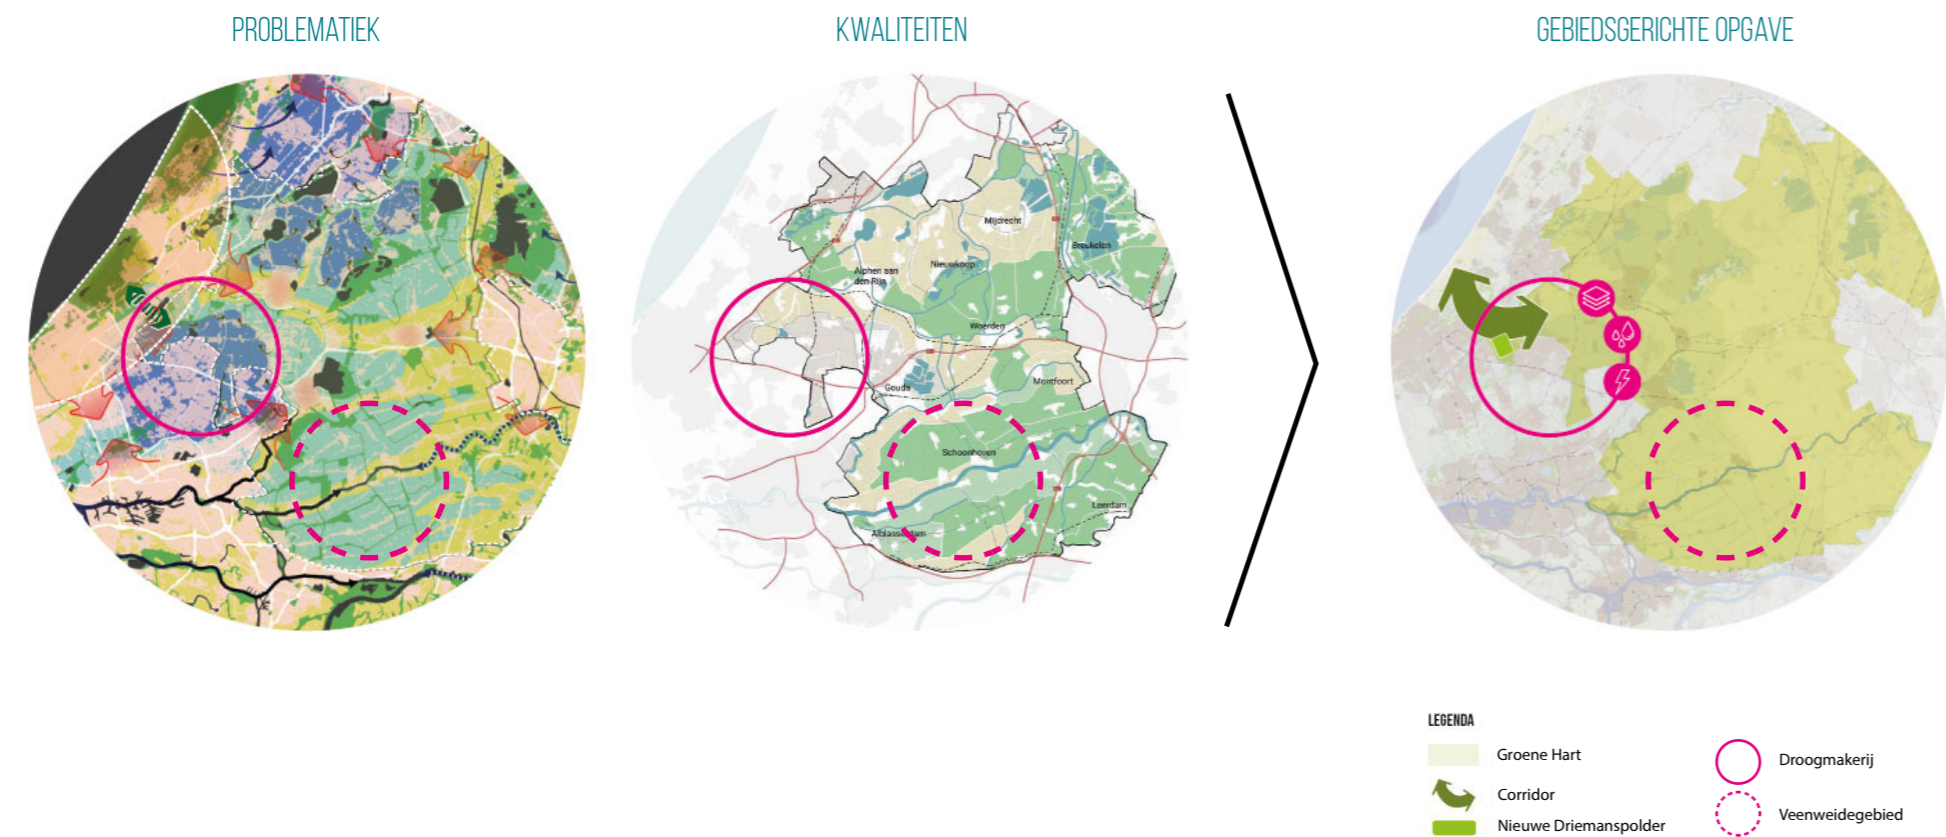 PROBLEMATIEK
KWALITEITEN
GEBIEDSGERICHTE OPGAVE
Mijdrecht
Breukelen
Alphen aan
den Rijn
Nieuwkoop
Woerden
Gouda
Montfoort
Schoonhoven
Leerdam
Alblasserdam
LEGENDA
Groene Hart
Corridor
Nieuwe Driemanspolder
Droogmakerij
Veenweidegebied